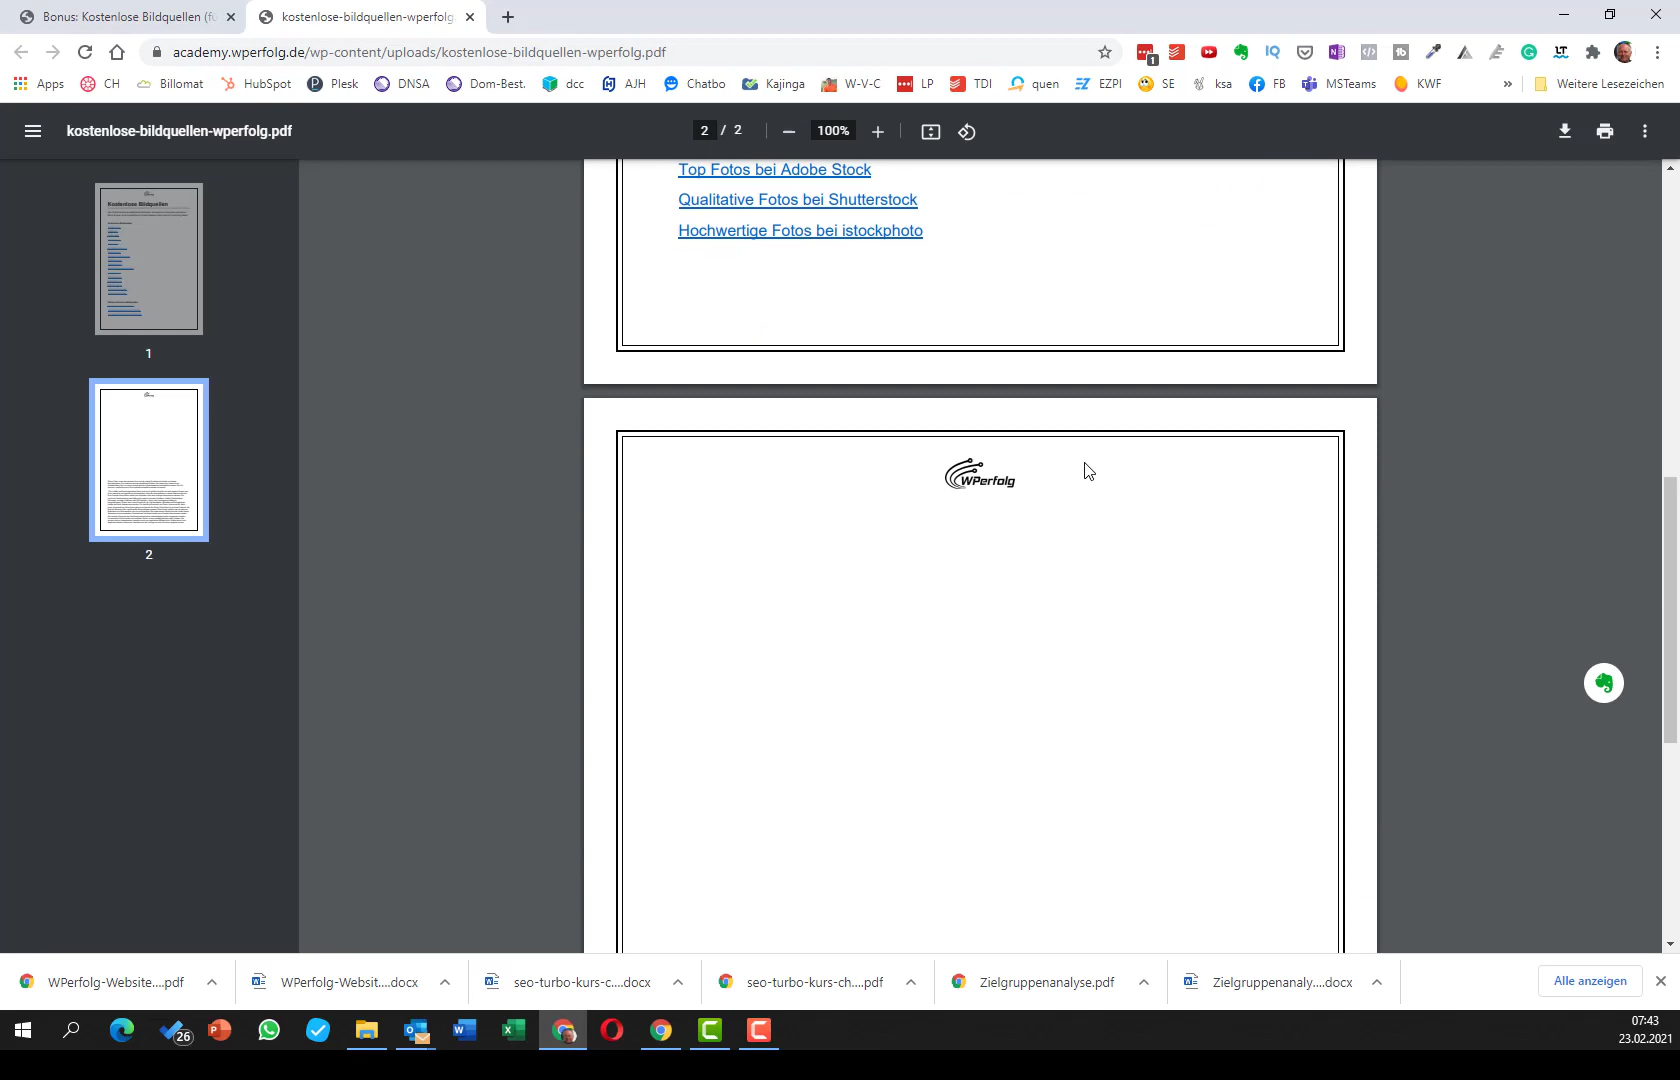 Bonus: Kostenlose Bildquellen (fü
kostenlose-bildquellen-wperfolg
academy.wperfolg.de/wp-content/uploads/kostenlose-bildquellen-wperfolg.pdf
Apps CH Billomat HubSpot Plesk DNSA Dom-Best. dcc AJH Chatbo Kajinga W-V-C LP TDI quen EZPI SE ksa FB MSTeams KWF » Weitere Lesezeichen
kostenlose-bildquellen-wperfolg.pdf
2 / 2
100%
Kostenlose Bildquellen
1
2
Top Fotos bei Adobe Stock
Qualitative Fotos bei Shutterstock
Hochwertige Fotos bei istockphoto
WPerfolg
WPerfolg-Website....pdf
WPerfolg-Websit....docx
seo-turbo-kurs-c....docx
seo-turbo-kurs-ch....pdf
Zielgruppenanalyse.pdf
Zielgruppenanaly....docx
Alle anzeigen
26
07:43
23.02.2021